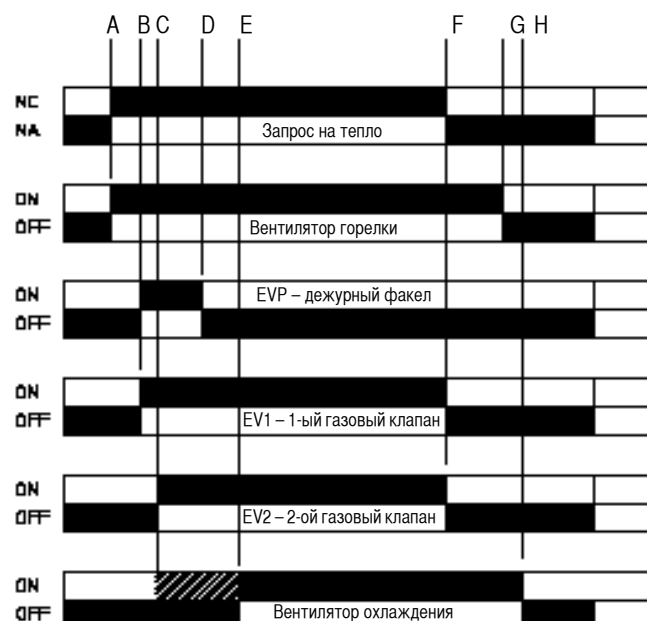 A B C D E F G H
NC
NA Запрос на тепло
ON
OFF Вентилятор горелки
ON EVP – дежурный факел
OFF
ON
OFF EV1 – 1-ый газовый клапан
ON
OFF EV2 – 2-ой газовый клапан
ON
OFF Вентилятор охлаждения